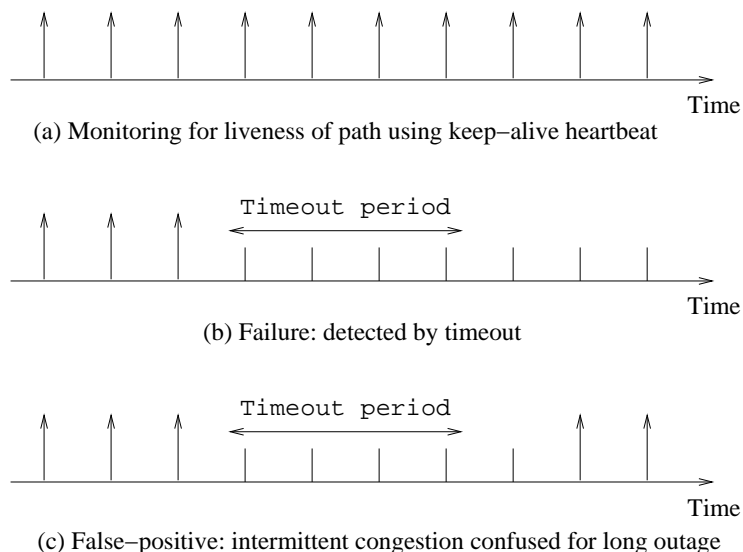 Time
(a) Monitoring for liveness of path using keep−alive heartbeat
Timeout period
Time
(b) Failure: detected by timeout
Timeout period
Time
(c) False−positive: intermittent congestion confused for long outage